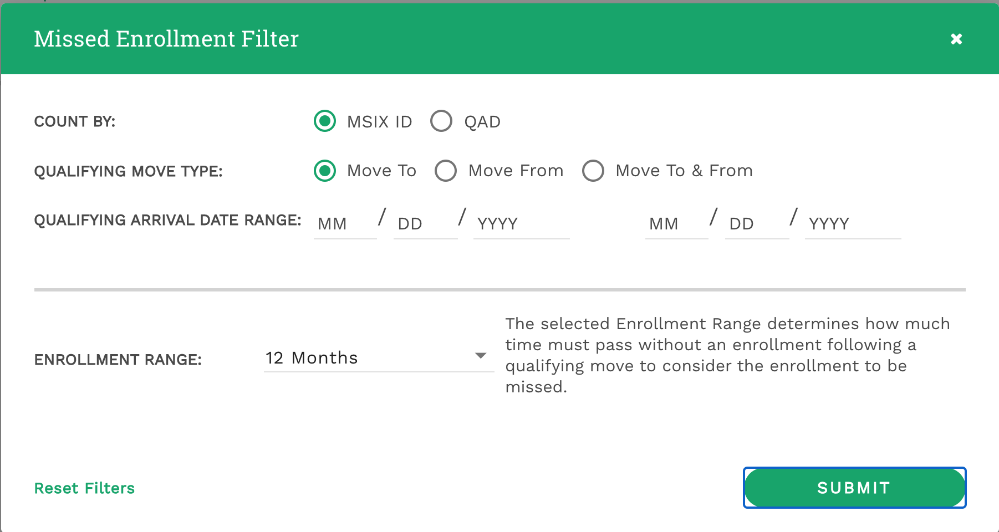 Missed Enrollment Filter
COUNT BY: MSIX ID QAD
QUALIFYING MOVE TYPE: Move To Move From Move To & From
QUALIFYING ARRIVAL DATE RANGE: MM / DD / YYYY MM / DD / YYYY
The selected Enrollment Range determines how much
time must pass without an enrollment following a
ENROLLMENT RANGE: 12 Months
qualifying move to consider the enrollment to be
missed.
Reset Filters SUBMIT